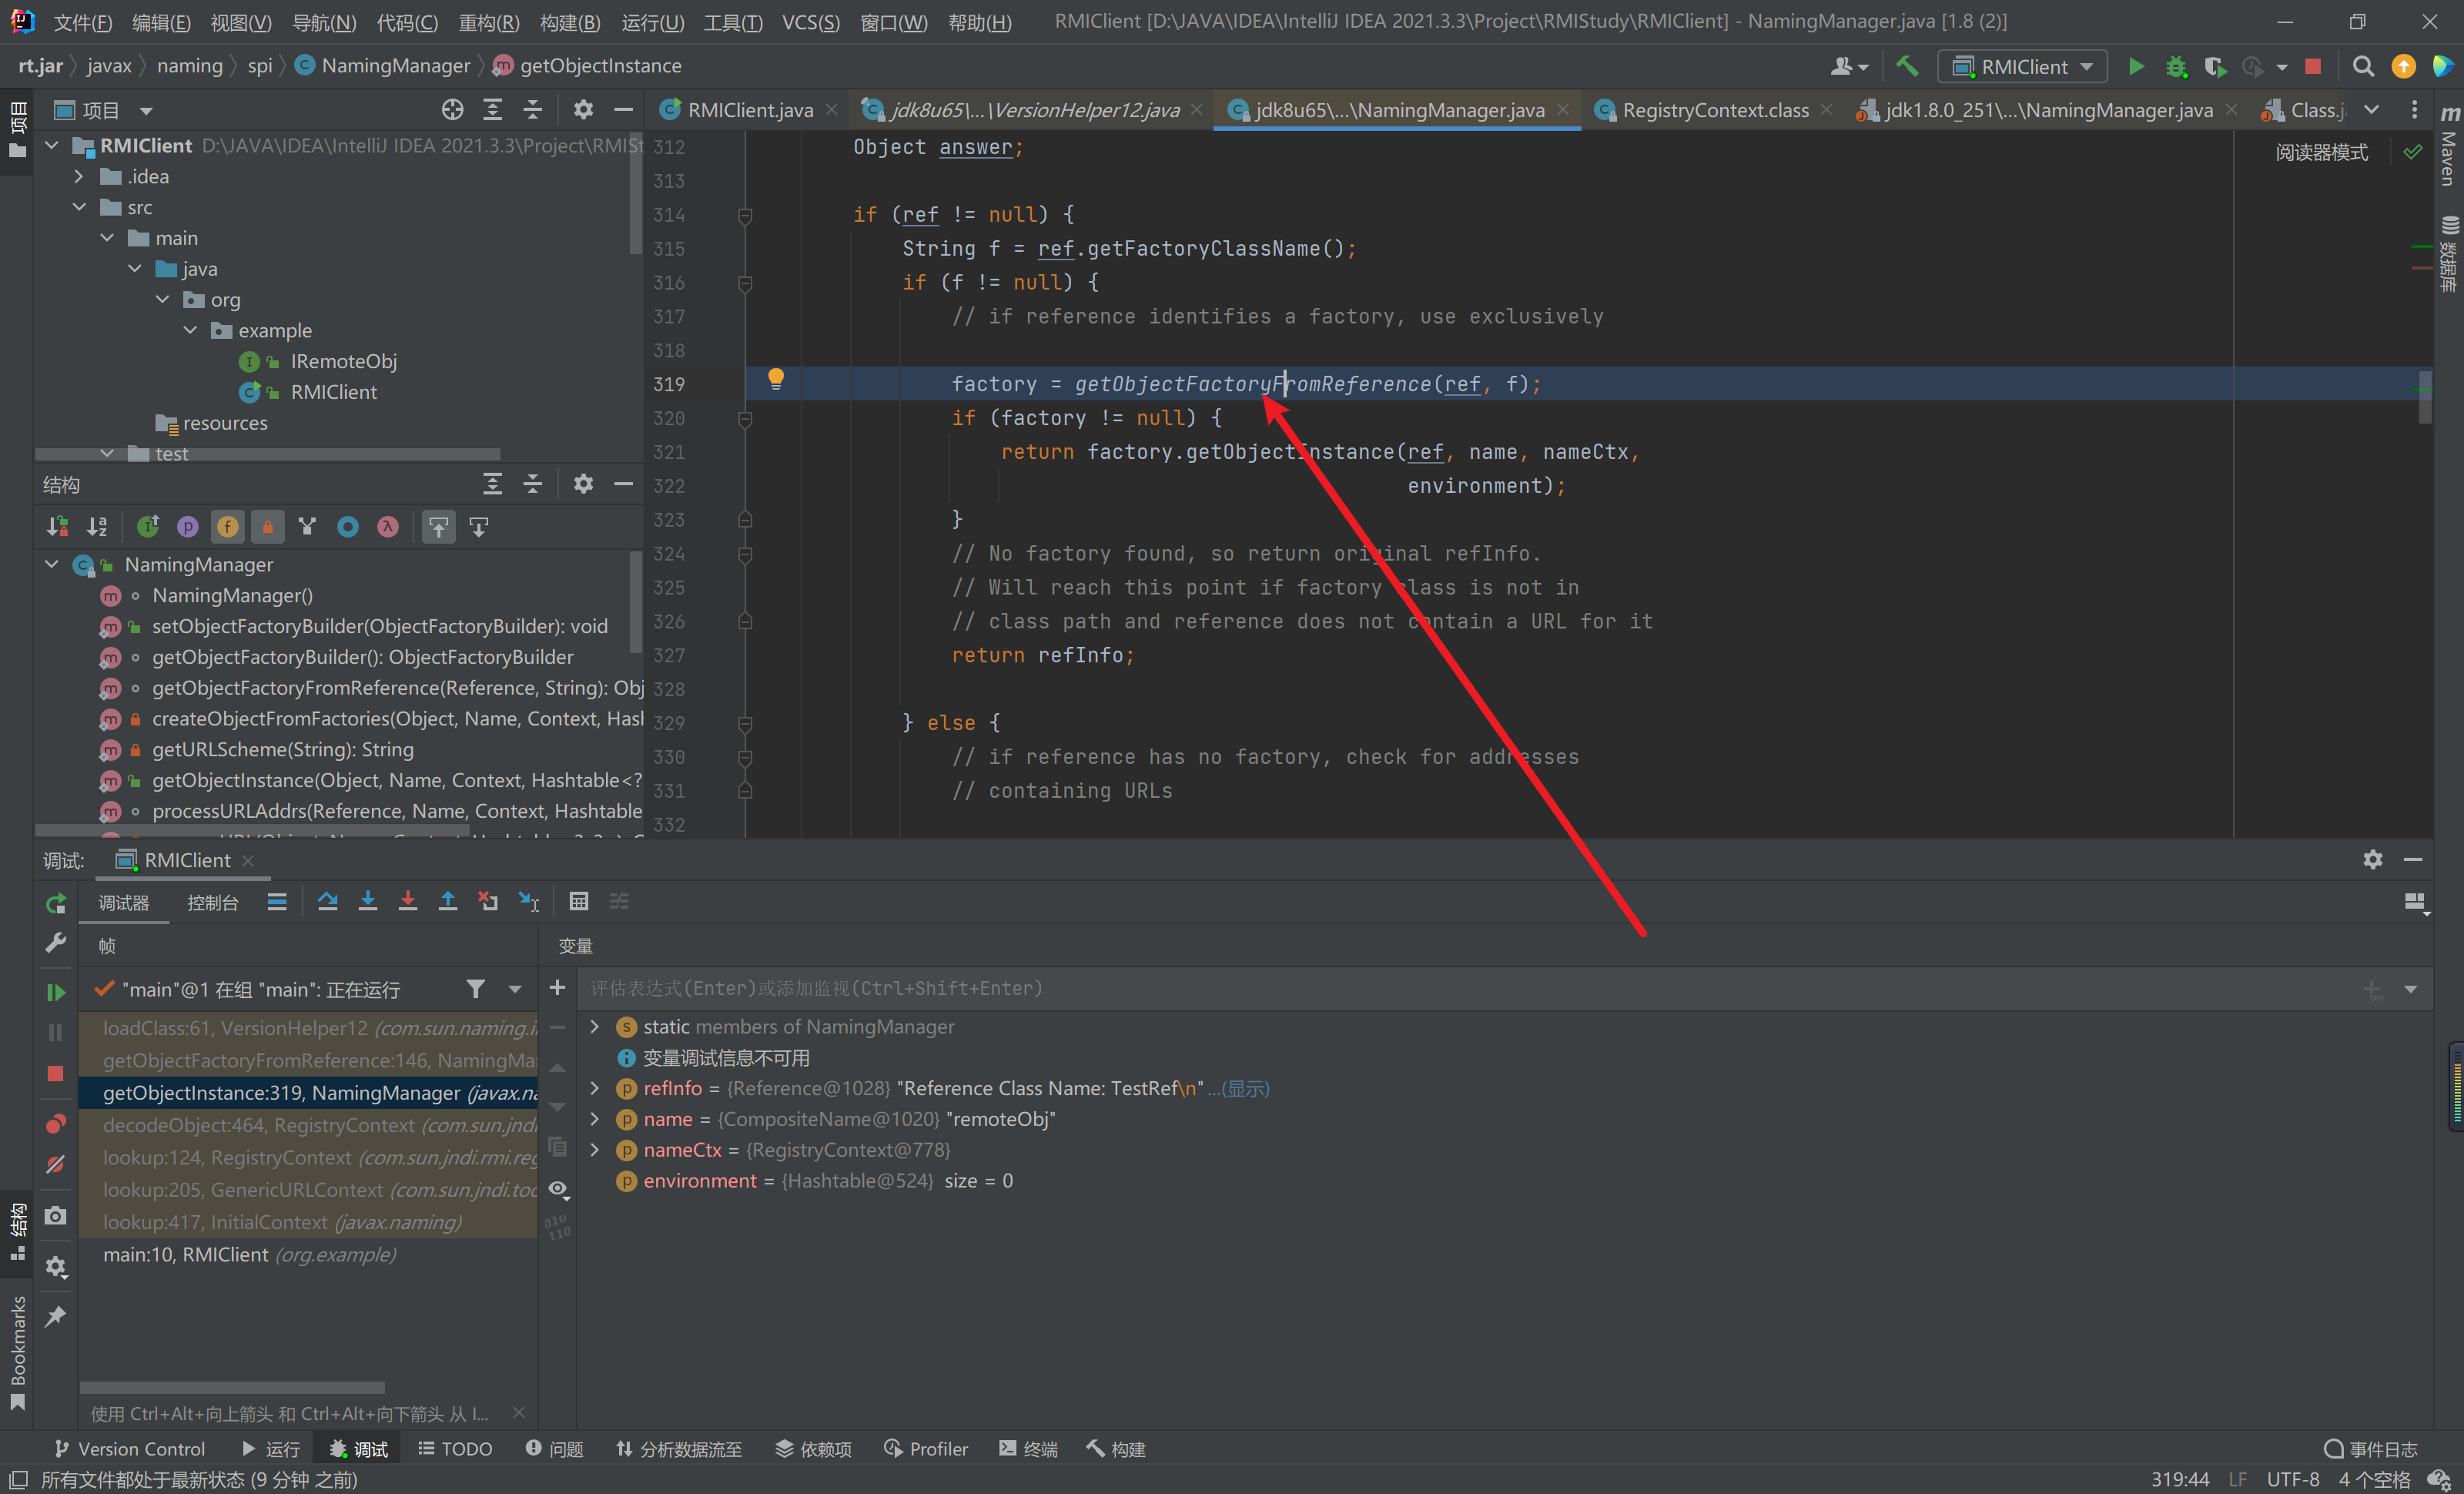 文件(F) 编辑(E) 视图(V) 导航(N) 代码(C) 重构(R) 构建(B) 运行(U) 工具(T) VCS(S) 窗口(W) 帮助(H) RMIClient [D:\JAVA\IDEA\IntelliJ IDEA 2021.3.3\Project\RMIStudy\RMIClient] - NamingManager.java [1.8 (2)]
rt.jar javax naming spi NamingManager getObjectInstance RMIClient
项目
项目
RMIClient.java jdk8u65\...\VersionHelper12.java jdk8u65\...\NamingManager.java RegistryContext.class jdk1.8.0_251\...\NamingManager.java Class.j
Maven
数据库
阅读器模式
RMIClient D:\JAVA\IDEA\IntelliJ IDEA 2021.3.3\Project\RMISt
.idea
src
main
java
org
example
IRemoteObj
RMIClient
resources
test
312 Object answer;
313
314 if (ref != null) {
315 String f = ref.getFactoryClassName();
316 if (f != null) {
317 // if reference identifies a factory, use exclusively
318
319 factory = getObjectFactoryFromReference(ref, f);
320 if (factory != null) {
321 return factory.getObjectInstance(ref, name, nameCtx,
322 environment);
323 }
324 // No factory found, so return original refInfo.
325 // Will reach this point if factory class is not in
326 // class path and reference does not contain a URL for it
327 return refInfo;
328
329 } else {
330 // if reference has no factory, check for addresses
331 // containing URLs
332
结构
NamingManager
NamingManager()
setObjectFactoryBuilder(ObjectFactoryBuilder): void
getObjectFactoryBuilder(): ObjectFactoryBuilder
getObjectFactoryFromReference(Reference, String): Obj
createObjectFromFactories(Object, Name, Context, Hash
getURLScheme(String): String
getObjectInstance(Object, Name, Context, Hashtable<?
processURLAddrs(Reference, Name, Context, Hashtable
调试: RMIClient
调试器 控制台
帧
变量
"main"@1 在组 "main": 正在运行
评估表达式(Enter)或添加监视(Ctrl+Shift+Enter)
loadClass:61, VersionHelper12 (com.sun.naming.i
getObjectFactoryFromReference:146, NamingMa
getObjectInstance:319, NamingManager (javax.na
decodeObject:464, RegistryContext (com.sun.jndi
lookup:124, RegistryContext (com.sun.jndi.rmi.reg
lookup:205, GenericURLContext (com.sun.jndi.too
lookup:417, InitialContext (javax.naming)
main:10, RMIClient (org.example)
static members of NamingManager
变量调试信息不可用
refInfo = {Reference@1028} "Reference Class Name: TestRef\n" ...(显示)
name = {CompositeName@1020} "remoteObj"
nameCtx = {RegistryContext@778}
environment = {Hashtable@524} size = 0
结构
Bookmarks
使用 Ctrl+Alt+向上箭头 和 Ctrl+Alt+向下箭头 从 I...
Version Control 运行 调试 TODO 问题 分析数据流至 依赖项 Profiler 终端 构建 事件日志
所有文件都处于最新状态 (9 分钟 之前) 319:44 LF UTF-8 4 个空格